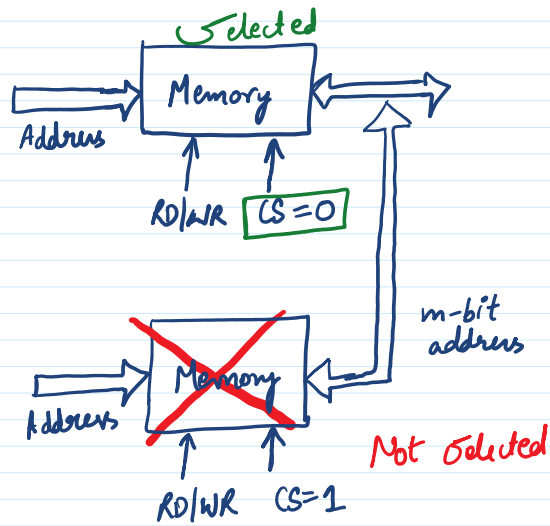 Selected
Memory
Address
RD/WR
CS=0
m-bit
address
Memory
Address
Not Selected
RD/WR
CS=1